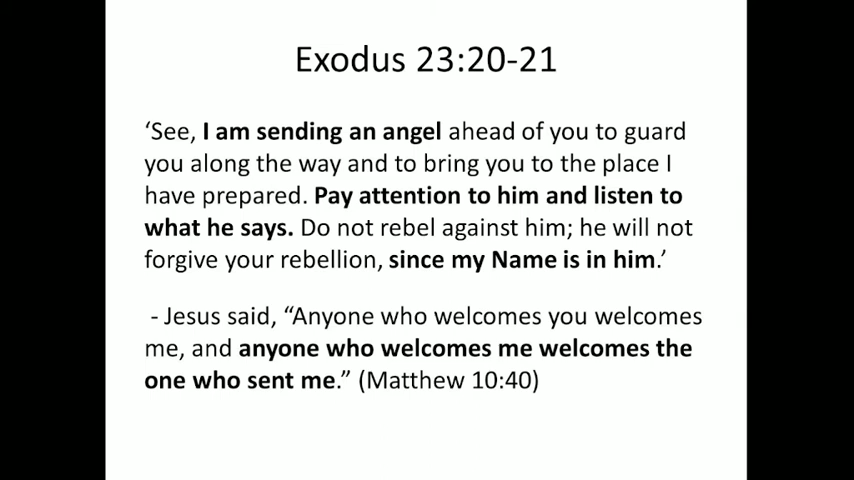 Exodus 23:20-21
‘See, I am sending an angel ahead of you to guard
you along the way and to bring you to the place I
have prepared. Pay attention to him and listen to
what he says. Do not rebel against him; he will not
forgive your rebellion, since my Name is in him.’
- Jesus said, “Anyone who welcomes you welcomes
me, and anyone who welcomes me welcomes the
one who sent me.” (Matthew 10:40)